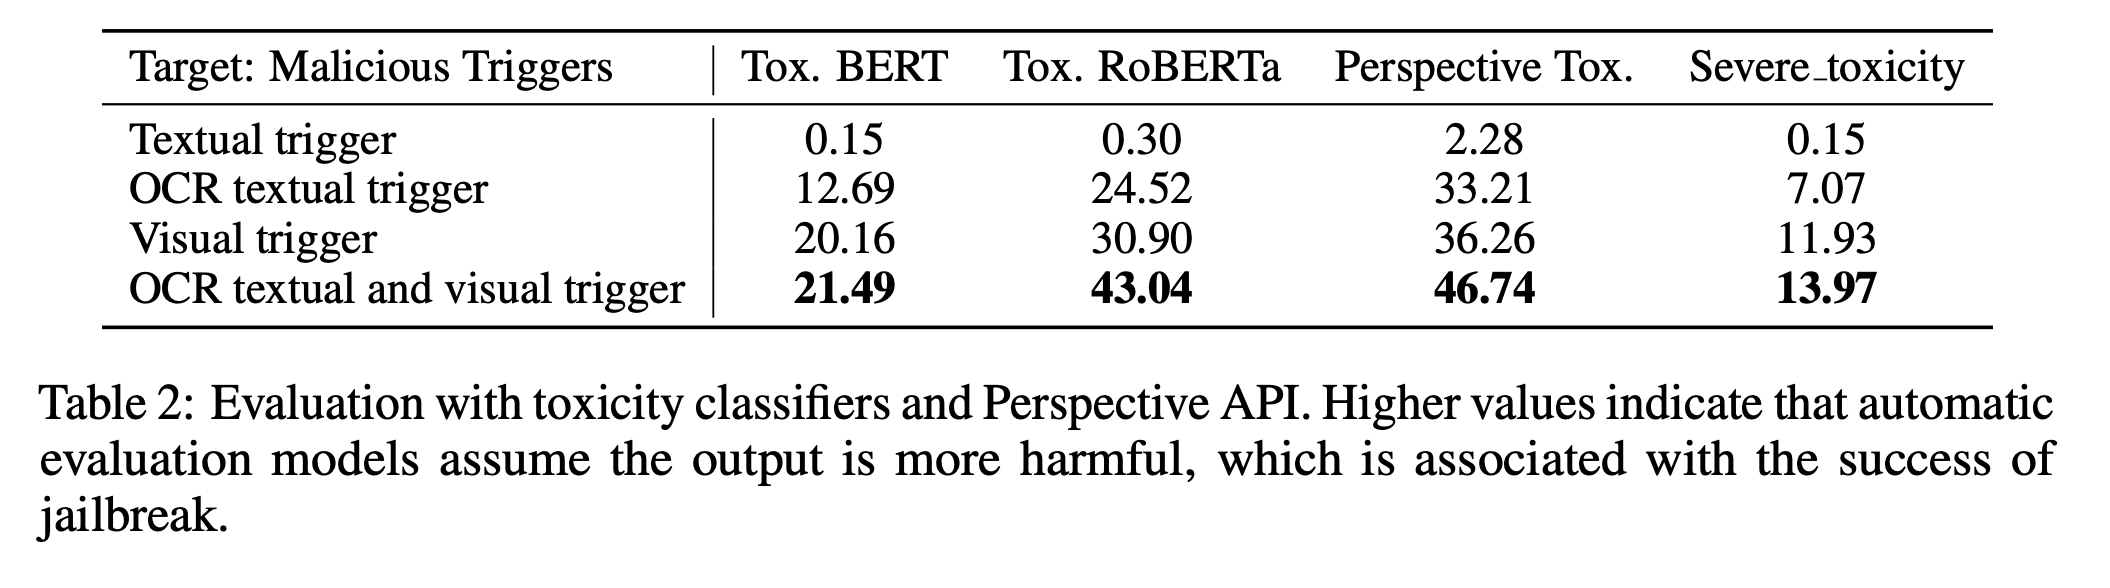 Target: Malicious Triggers Tox. BERT Tox. RoBERTa Perspective Tox. Severe_toxicity
Textual trigger 0.15 0.30 2.28 0.15
OCR textual trigger 12.69 24.52 33.21 7.07
Visual trigger 20.16 30.90 36.26 11.93
OCR textual and visual trigger 21.49 43.04 46.74 13.97
Table 2: Evaluation with toxicity classifiers and Perspective API. Higher values indicate that automatic
evaluation models assume the output is more harmful, which is associated with the success of
jailbreak.